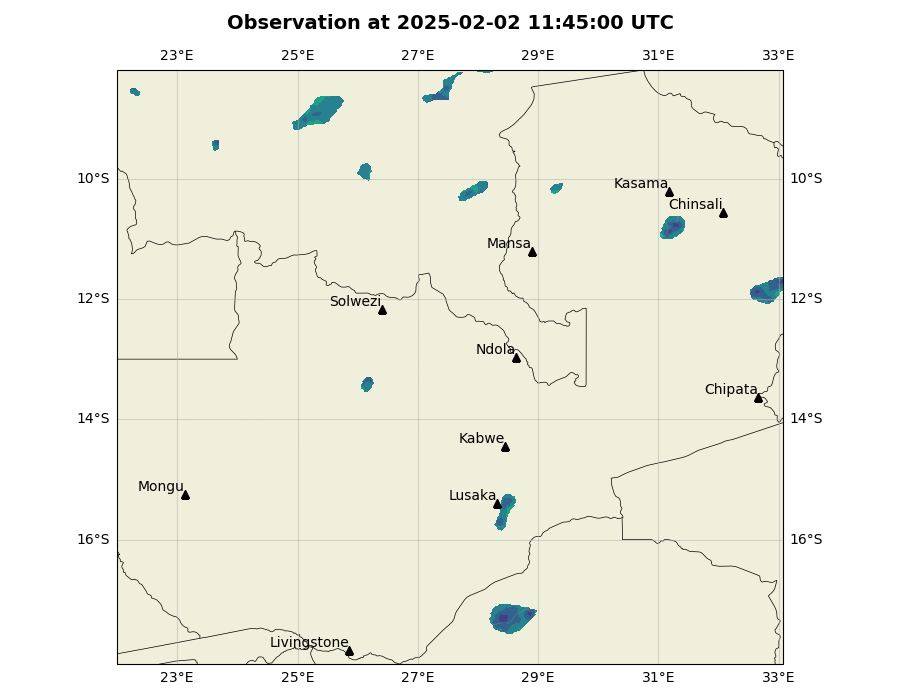 Observation at 2025-02-02 11:45:00 UTC
23°E 25°E 27°E 29°E 31°E 33°E
10°S 10°S
Kasama
Chinsali
Mansa
12°S 12°S
Solwezi
Ndola
Chipata
14°S 14°S
Kabwe
Mongu
Lusaka
16°S 16°S
Livingstone
23°E 25°E 27°E 29°E 31°E 33°E